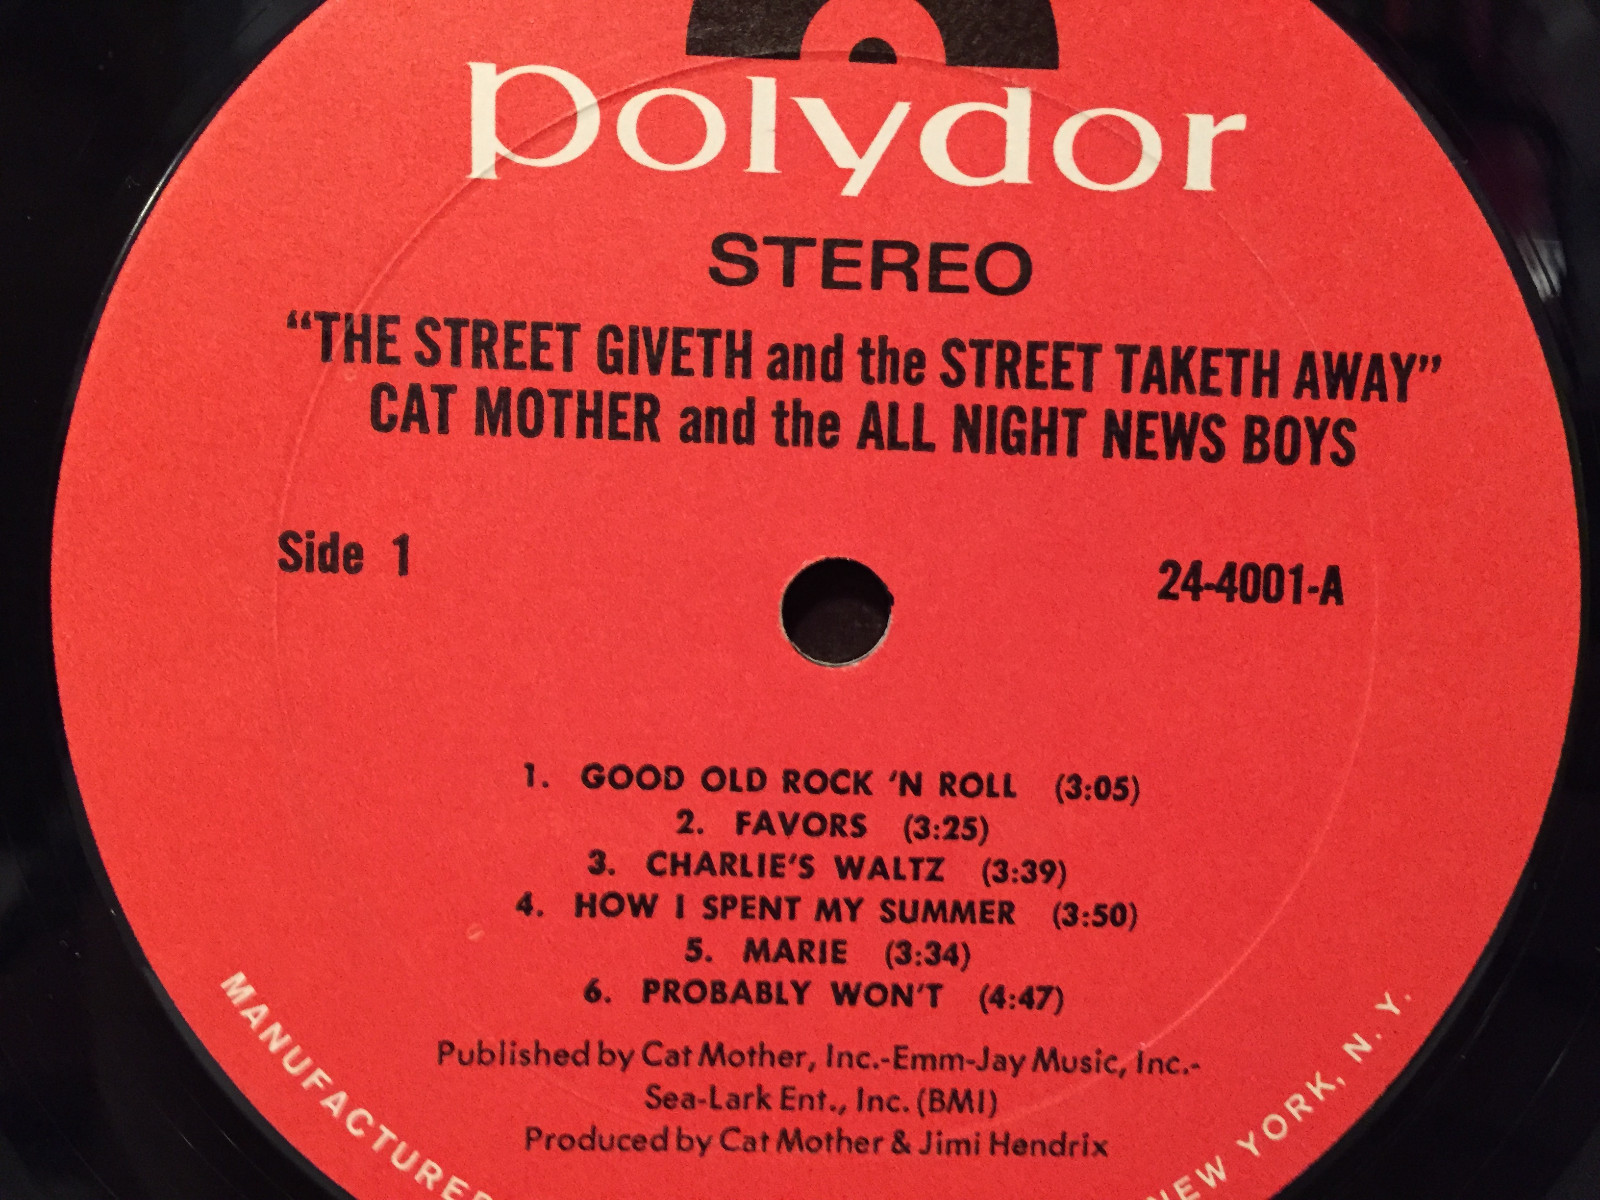 polydor
STEREO
“THE STREET GIVETH and the STREET TAKETH AWAY”
CAT MOTHER and the ALL NIGHT NEWS BOYS
Side 1
24-4001-A
1. GOOD OLD ROCK 'N ROLL (3:05)
2. FAVORS (3:25)
3. CHARLIE'S WALTZ (3:39)
4. HOW I SPENT MY SUMMER (3:50)
5. MARIE (3:34)
6. PROBABLY WON'T (4:47)
Published by Cat Mother, Inc.-Emm-Jay Music, Inc.-
Sea-Lark Ent., Inc. (BMI)
Produced by Cat Mother & Jimi Hendrix
MANUFACTURED
NEW YORK, N. Y.